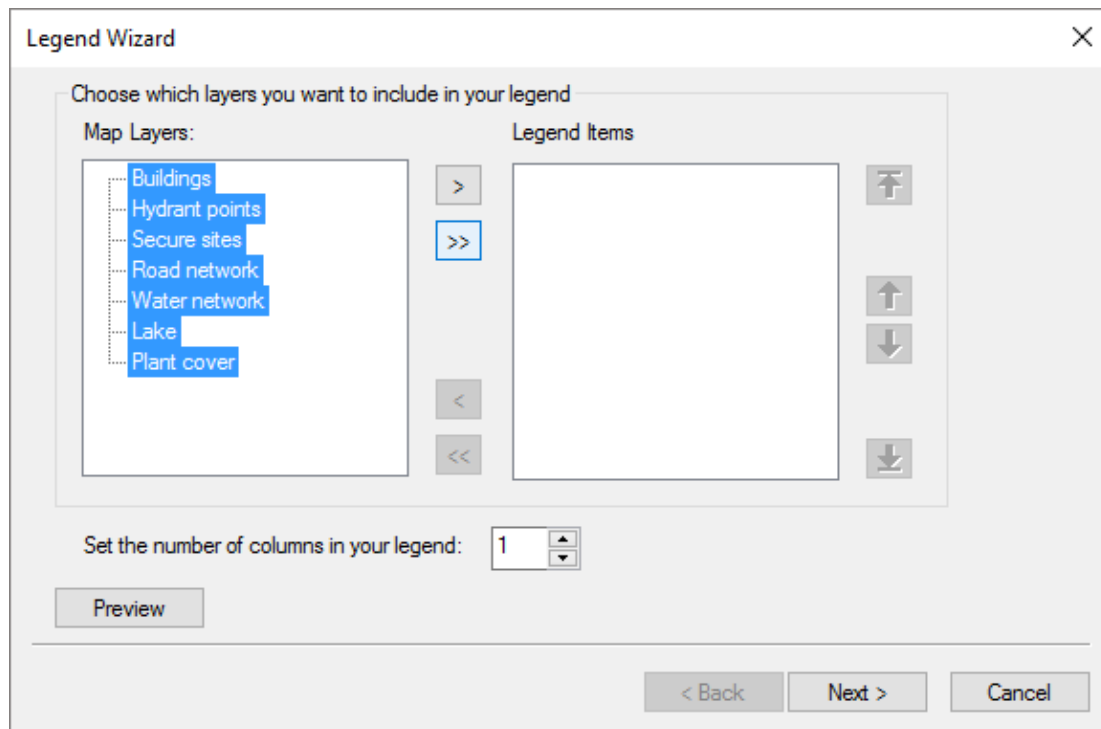 Legend Wizard
Choose which layers you want to include in your legend
Map Layers:
Legend Items
Buildings
Hydrant points
Secure sites
Road network
Water network
Lake
Plant cover
>
>>
<
<<
Set the number of columns in your legend:
1
Preview
< Back
Next >
Cancel